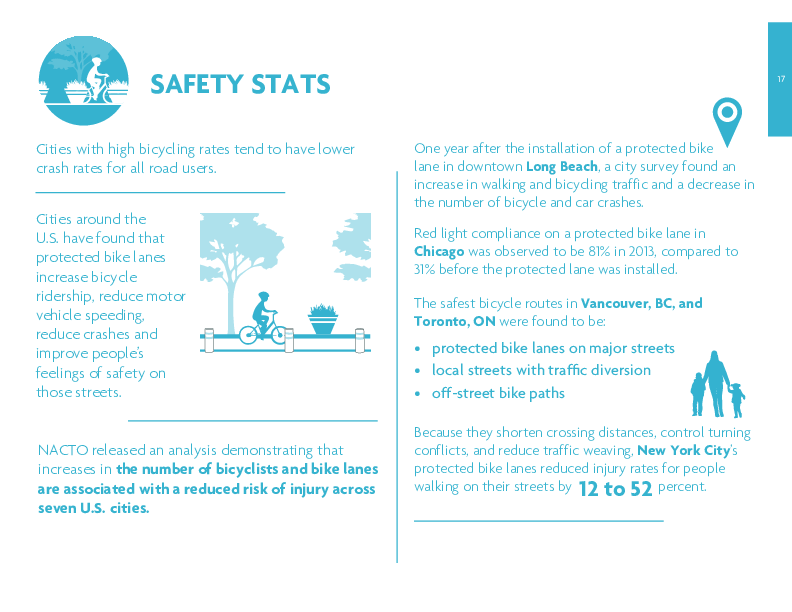 SAFETY STATS
17
Cities with high bicycling rates tend to have lower
crash rates for all road users.
Cities around the
U.S. have found that
protected bike lanes
increase bicycle
ridership, reduce motor
vehicle speeding,
reduce crashes and
improve people's
feelings of safety on
those streets.
NACTO released an analysis demonstrating that
increases in the number of bicyclists and bike lanes
are associated with a reduced risk of injury across
seven U.S. cities.
One year after the installation of a protected bike
lane in downtown Long Beach, a city survey found an
increase in walking and bicycling traffic and a decrease in
the number of bicycle and car crashes.
Red light compliance on a protected bike lane in
Chicago was observed to be 81% in 2013, compared to
31% before the protected lane was installed.
The safest bicycle routes in Vancouver, BC, and
Toronto, ON were found to be:
• protected bike lanes on major streets
• local streets with traffic diversion
• off-street bike paths
Because they shorten crossing distances, control turning
conflicts, and reduce traffic weaving, New York City's
protected bike lanes reduced injury rates for people
walking on their streets by 12 to 52 percent.